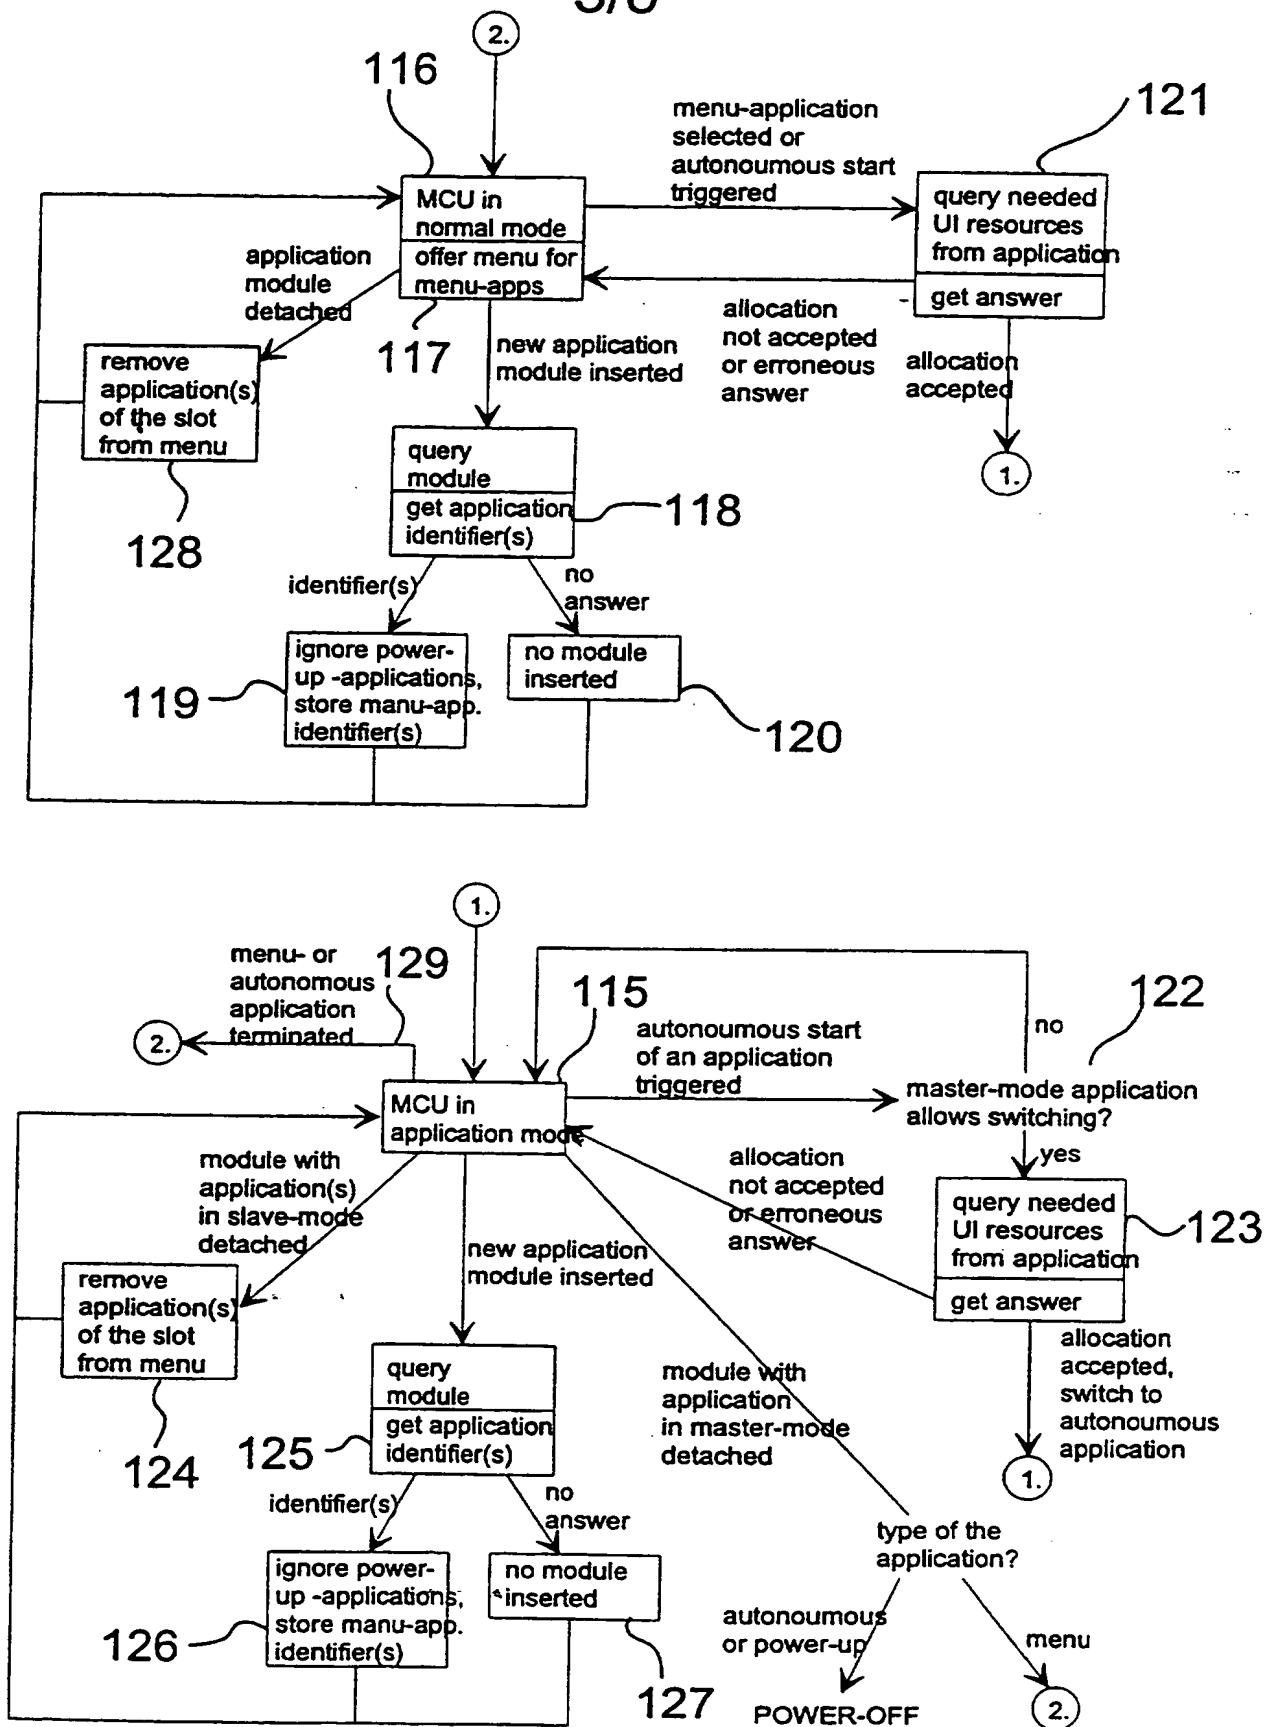 2.
116
121
menu-application
selected or
autonoumous start
triggered
MCU in
normal mode
offer menu for
menu-apps
query needed
UI resources
from application
get answer
application
module
detached
117
new application
module inserted
allocation
not accepted
or erroneous
answer
allocation
accepted
1.
remove
application(s)
of the slot
from menu
128
query
module
get application
identifier(s)
118
identifier(s)
no
answer
ignore power-
up -applications,
store manu-app.
identifier(s)
119
no module
inserted
120
1.
menu- or
autonomous
application
terminated
129
2.
115
122
autonoumous start
of an application
triggered
no
MCU in
application mode
master-mode application
allows switching?
yes
module with
application(s)
in slave-mode
detached
allocation
not accepted
or erroneous
answer
query needed
UI resources
from application
get answer
123
new application
module inserted
remove
application(s)
of the slot
from menu
124
allocation
accepted,
switch to
autonoumous
application
1.
query
module
get application
identifier(s)
125
module with
application
in master-mode
detached
identifier(s)
no
answer
type of the
application?
ignore power-
up -applications,
store manu-app.
identifier(s)
126
no module
inserted
127
autonoumous
or power-up
menu
POWER-OFF
2.